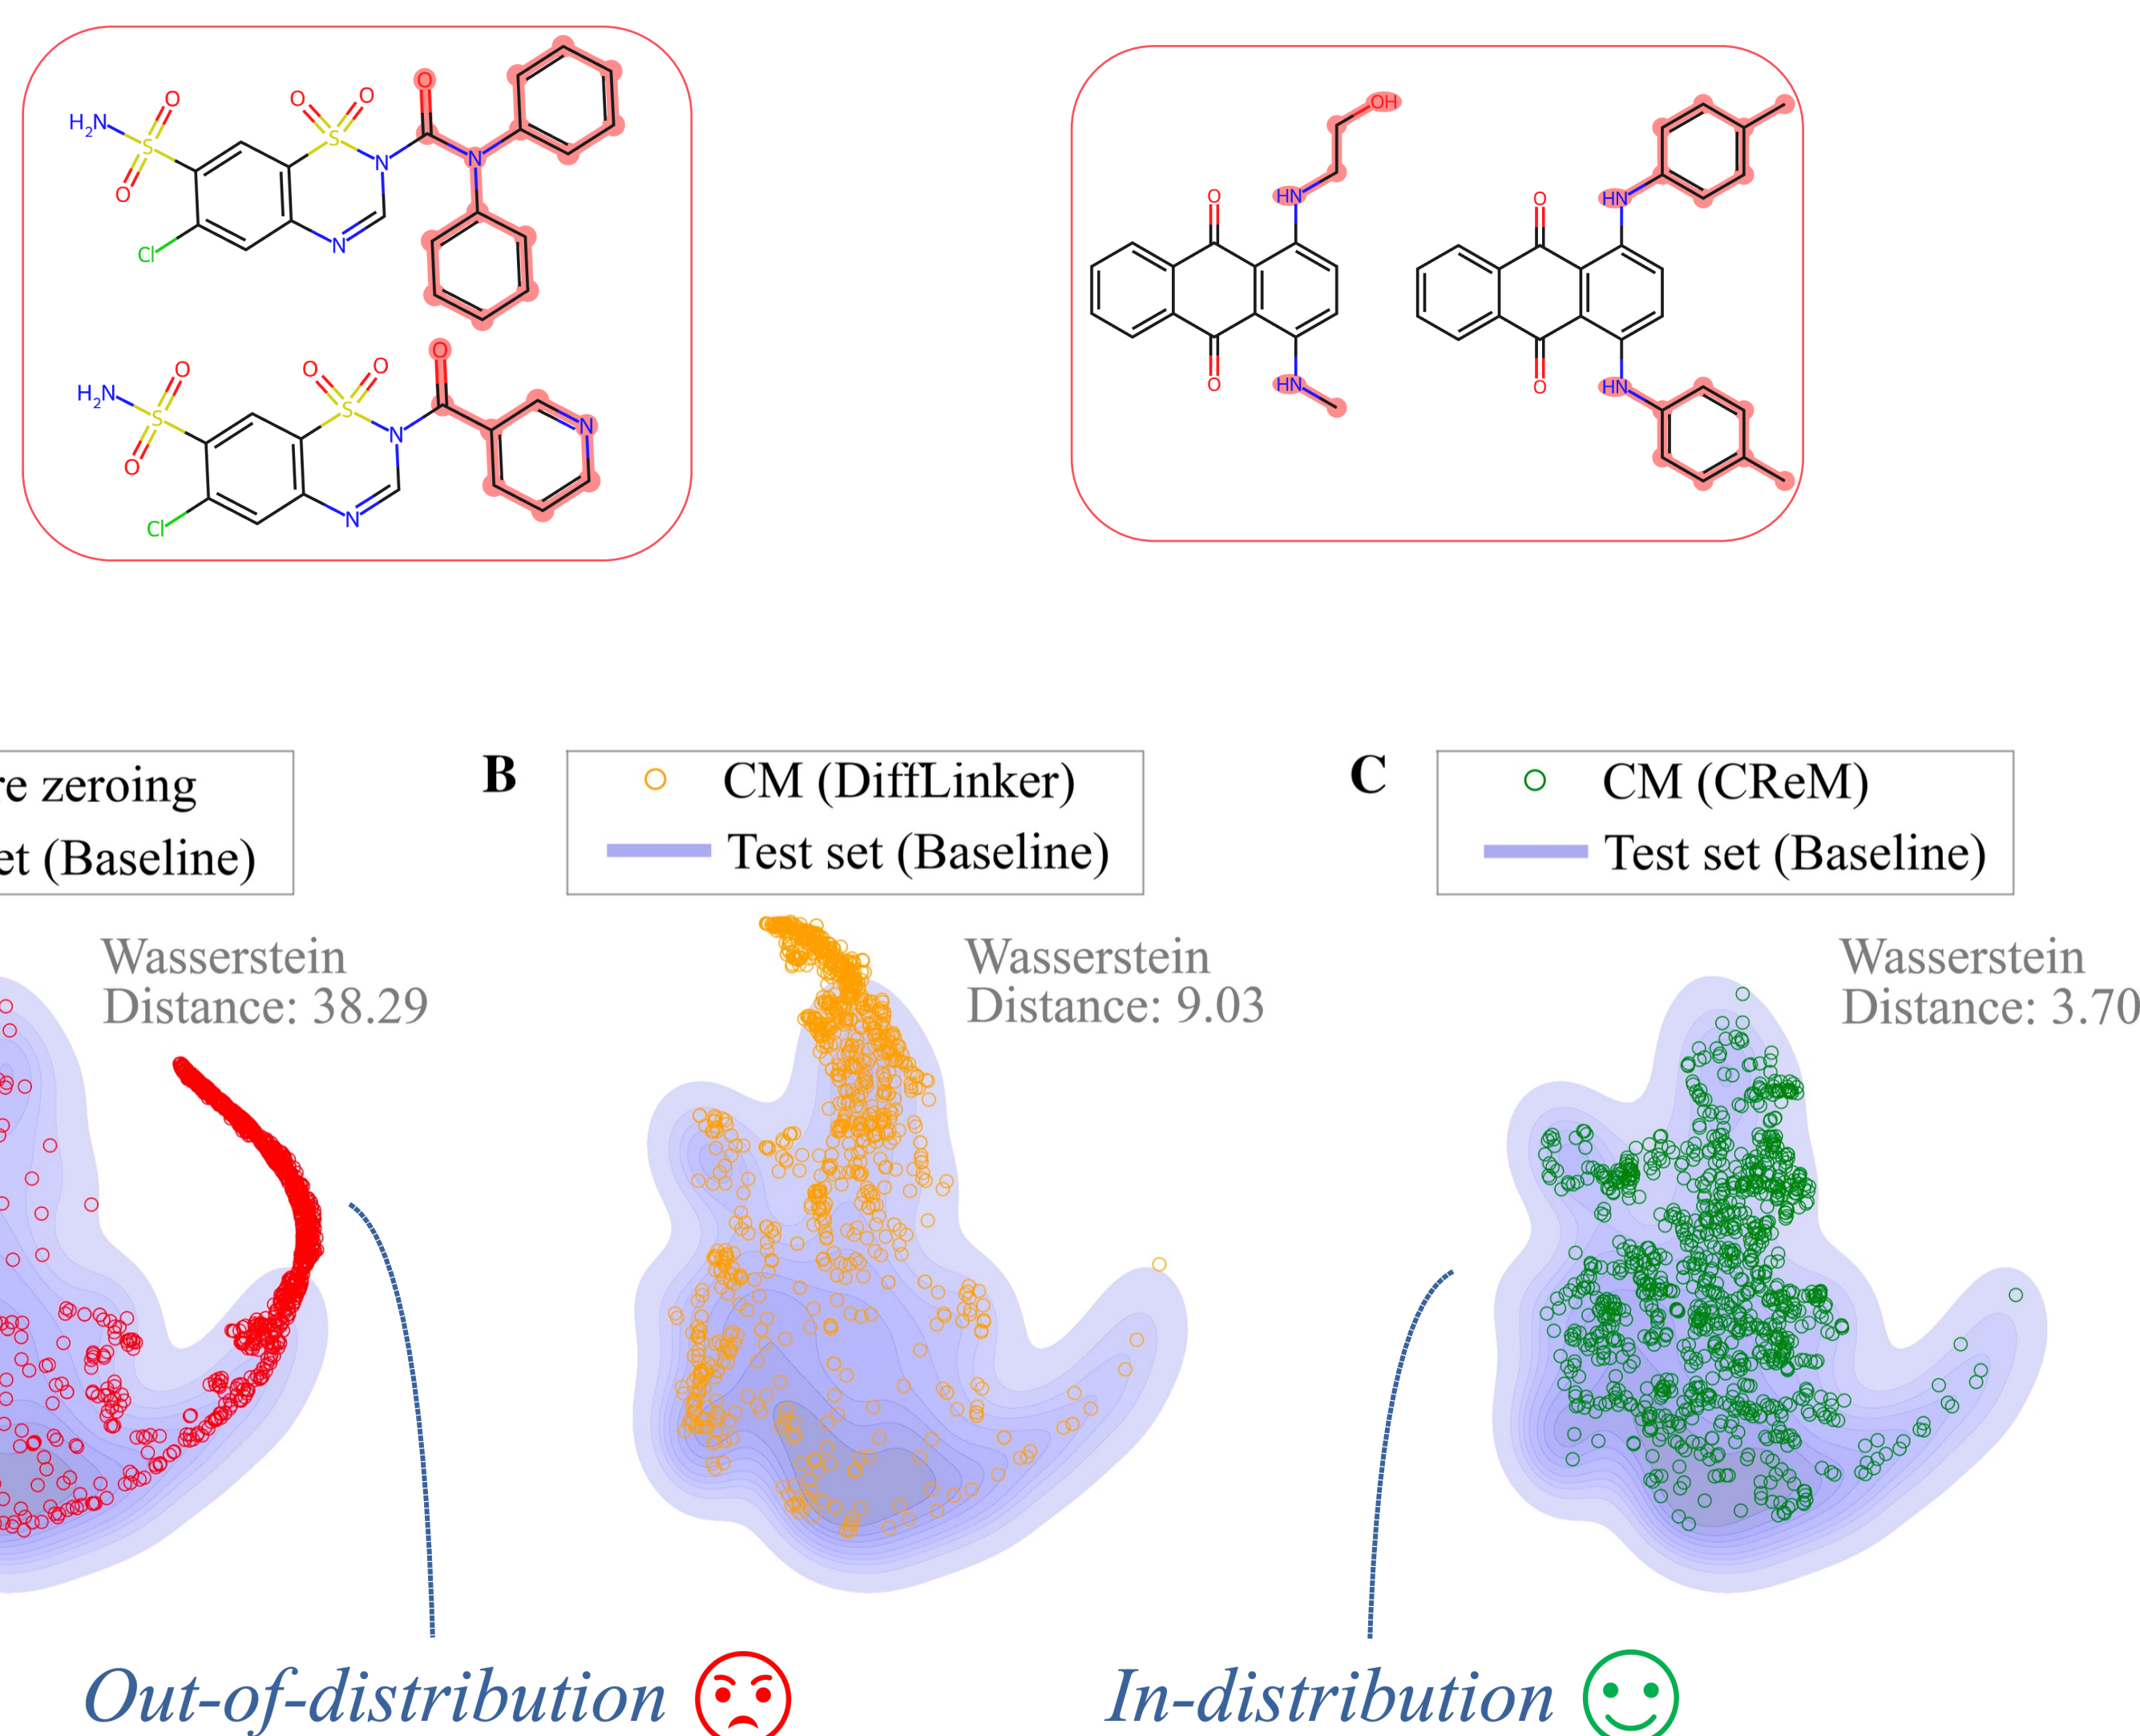 O
O
O
O
O
H2N
S
S
N
N
Cl
N
O
O
O
O
O
H2N
S
S
N
N
Cl
N
OH
O
HN
O
HN
O
HN
O
HN
re zeroing
et (Baseline)
B
CM (DiffLinker)
Test set (Baseline)
C
CM (CReM)
Test set (Baseline)
Wasserstein
Distance: 38.29
Wasserstein
Distance: 9.03
Wasserstein
Distance: 3.70
Out-of-distribution
In-distribution